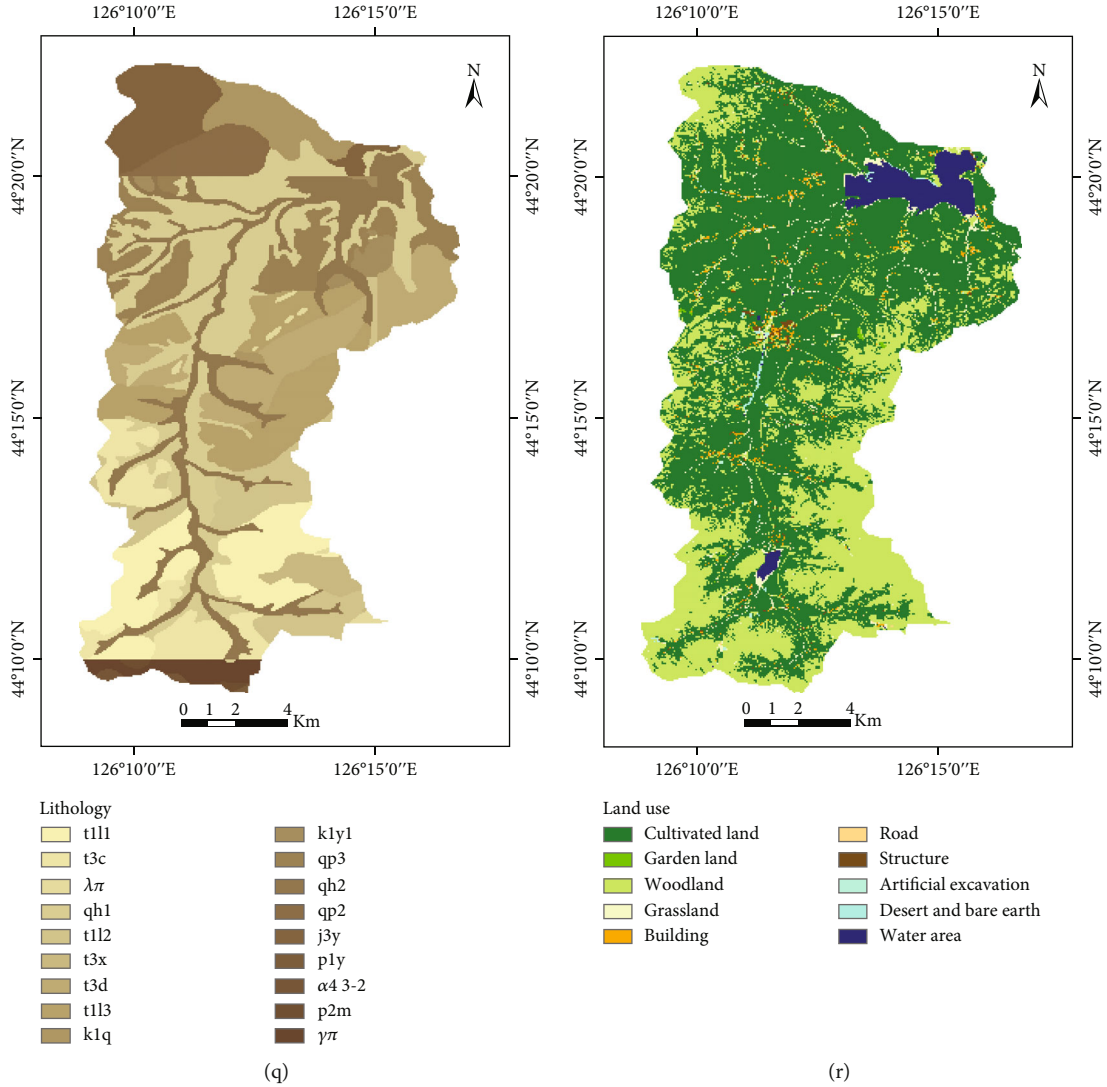 126°10′0″E 126°15′0″E 126°10′0″E 126°15′0″E
N N
44°20′0″N 44°20′0″N 44°20′0″N 44°20′0″N
44°15′0″N 44°15′0″N 44°15′0″N 44°15′0″N
44°10′0″N 44°10′0″N 44°10′0″N 44°10′0″N
0 1 2 4 Km 0 1 2 4 Km
126°10′0″E 126°15′0″E 126°10′0″E 126°15′0″E
Lithology
t1l1
t3c
λπ
qh1
t1l2
t3x
t3d
t1l3
k1q
k1y1
qp3
qh2
qp2
j3y
p1y
α4 3-2
p2m
γπ
(q)
Land use
Cultivated land
Garden land
Woodland
Grassland
Building
Road
Structure
Artificial excavation
Desert and bare earth
Water area
(r)